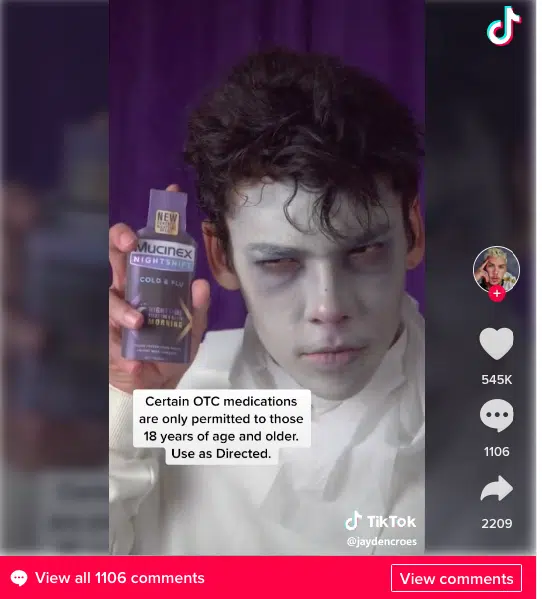 NEW
MUCINEX
NIGHTSHIFT
COLD & FLU
MORNING
Certain OTC medications
are only permitted to those
18 years of age and older.
Use as Directed.
545K
1106
2209
TikTok
@jaydencroes
View all 1106 comments
View comments